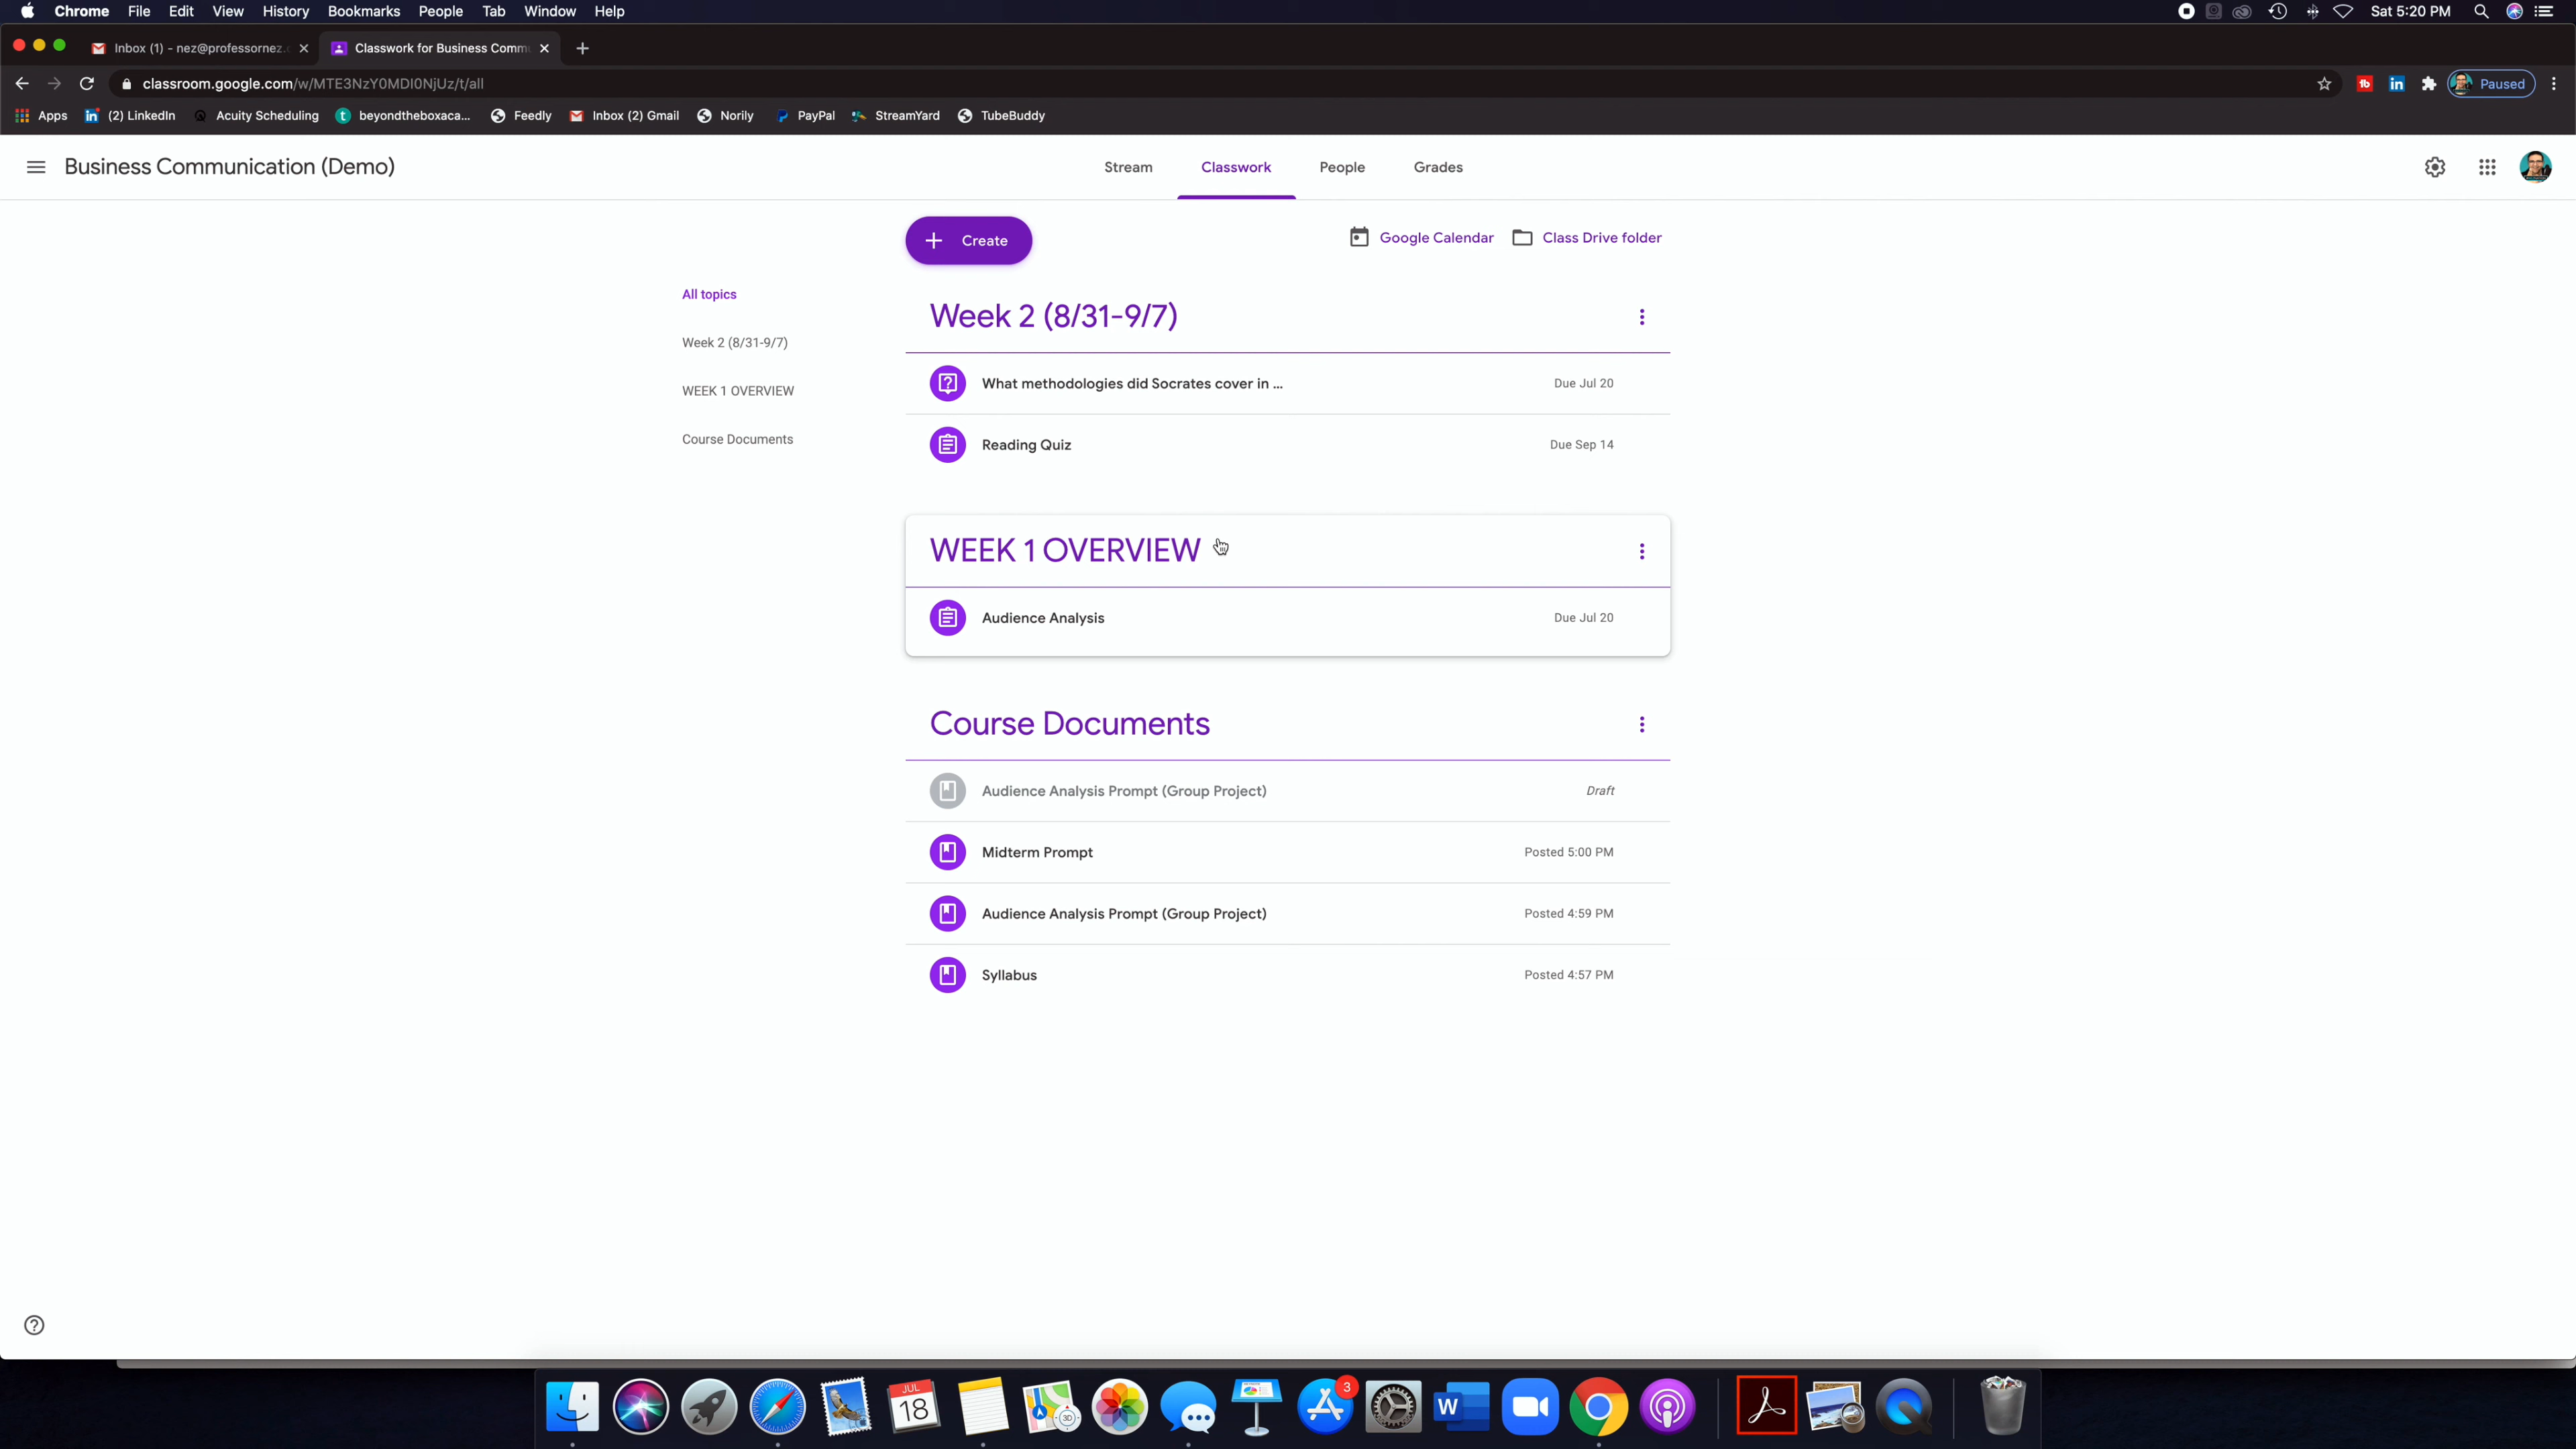 Chrome File Edit View History Bookmarks People Tab Window Help
Sat 5:20 PM
Inbox (1) - nez@professornez.c
Classwork for Business Comm
classroom.google.com/w/MTE3NzY0MDI0NjUz/t/all
Paused
Apps (2) LinkedIn Acuity Scheduling beyondtheboxaca... Feedly Inbox (2) Gmail Norily PayPal StreamYard TubeBuddy
Business Communication (Demo)
Stream Classwork People Grades
Create
Google Calendar Class Drive folder
All topics
Week 2 (8/31-9/7)
WEEK 1 OVERVIEW
Course Documents
Week 2 (8/31-9/7)
What methodologies did Socrates cover in ... Due Jul 20
Reading Quiz Due Sep 14
WEEK 1 OVERVIEW
Audience Analysis Due Jul 20
Course Documents
Audience Analysis Prompt (Group Project) Draft
Midterm Prompt Posted 5:00 PM
Audience Analysis Prompt (Group Project) Posted 4:59 PM
Syllabus Posted 4:57 PM
JUL
18
3D
3
W